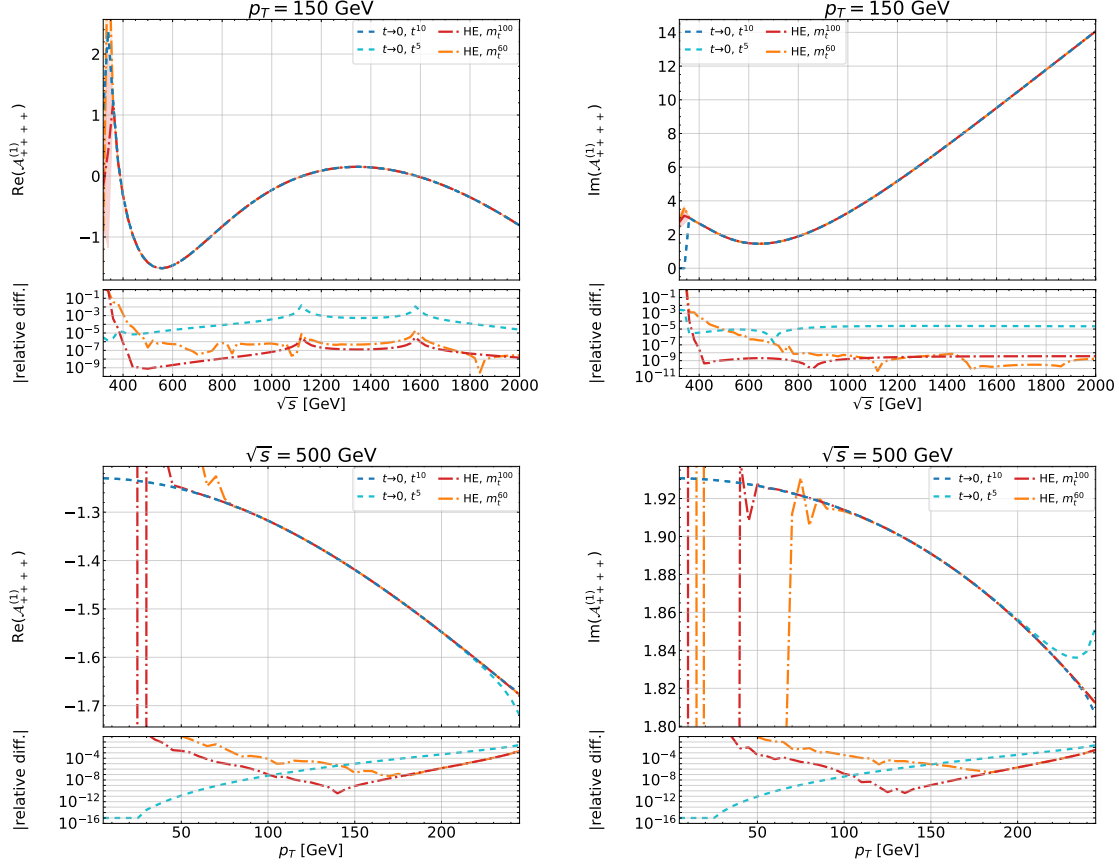 p_T = 150 GeV
Re(𝒜^{(1)}_{++++})
2
1
0
−1
t→0, t^{10}
t→0, t^5
HE, m_t^{100}
HE, m_t^{60}
|relative diff.|
10^{−1}
10^{−3}
10^{−5}
10^{−7}
10^{−9}
400 600 800 1000 1200 1400 1600 1800 2000
√s [GeV]
p_T = 150 GeV
Im(𝒜^{(1)}_{++++})
14
12
10
8
6
4
2
0
t→0, t^{10}
t→0, t^5
HE, m_t^{100}
HE, m_t^{60}
|relative diff.|
10^{−1}
10^{−3}
10^{−5}
10^{−7}
10^{−9}
10^{−11}
400 600 800 1000 1200 1400 1600 1800 2000
√s [GeV]
√s = 500 GeV
Re(𝒜^{(1)}_{++++})
−1.3
−1.4
−1.5
−1.6
−1.7
t→0, t^{10}
t→0, t^5
HE, m_t^{100}
HE, m_t^{60}
|relative diff.|
10^{−4}
10^{−8}
10^{−12}
10^{−16}
50 100 150 200
p_T [GeV]
√s = 500 GeV
Im(𝒜^{(1)}_{++++})
1.92
1.90
1.88
1.86
1.84
1.82
1.80
t→0, t^{10}
t→0, t^5
HE, m_t^{100}
HE, m_t^{60}
|relative diff.|
10^{−4}
10^{−8}
10^{−12}
10^{−16}
50 100 150 200
p_T [GeV]